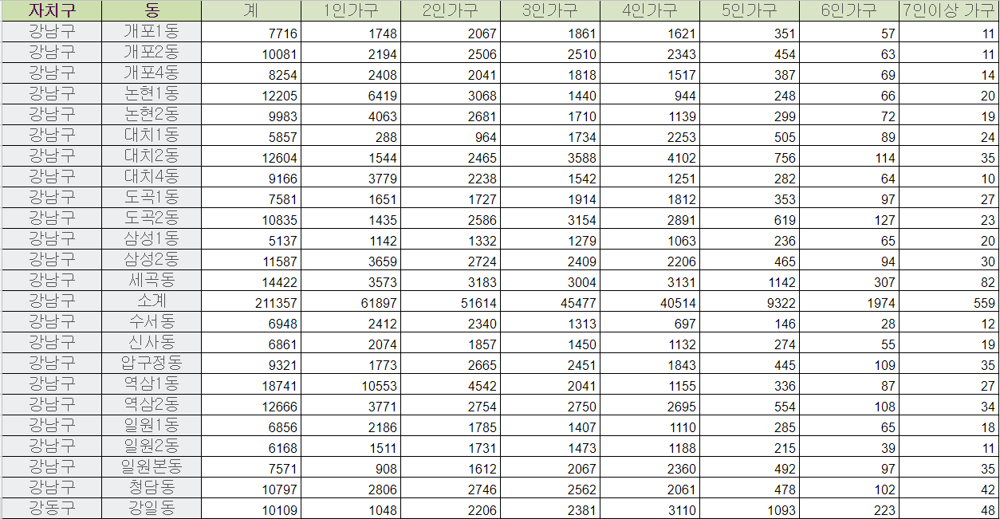 자치구 동 계 1인가구 2인가구 3인가구 4인가구 5인가구 6인가구 7인이상 가구
강남구 개포1동 7716 1748 2067 1861 1621 351 57 11
강남구 개포2동 10081 2194 2506 2510 2343 454 63 11
강남구 개포4동 8254 2408 2041 1818 1517 387 69 14
강남구 논현1동 12205 6419 3068 1440 944 248 66 20
강남구 논현2동 9983 4063 2681 1710 1139 299 72 19
강남구 대치1동 5857 288 964 1734 2253 505 89 24
강남구 대치2동 12604 1544 2465 3588 4102 756 114 35
강남구 대치4동 9166 3779 2238 1542 1251 282 64 10
강남구 도곡1동 7581 1651 1727 1914 1812 353 97 27
강남구 도곡2동 10835 1435 2586 3154 2891 619 127 23
강남구 삼성1동 5137 1142 1332 1279 1063 236 65 20
강남구 삼성2동 11587 3659 2724 2409 2206 465 94 30
강남구 세곡동 14422 3573 3183 3004 3131 1142 307 82
강남구 소계 211357 61897 51614 45477 40514 9322 1974 559
강남구 수서동 6948 2412 2340 1313 697 146 28 12
강남구 신사동 6861 2074 1857 1450 1132 274 55 19
강남구 압구정동 9321 1773 2665 2451 1843 445 109 35
강남구 역삼1동 18741 10553 4542 2041 1155 336 87 27
강남구 역삼2동 12666 3771 2754 2750 2695 554 108 34
강남구 일원1동 6856 2186 1785 1407 1110 285 65 18
강남구 일원2동 6168 1511 1731 1473 1188 215 39 11
강남구 일원본동 7571 908 1612 2067 2360 492 97 35
강남구 청담동 10797 2806 2746 2562 2061 478 102 42
강동구 강일동 10109 1048 2206 2381 3110 1093 223 48